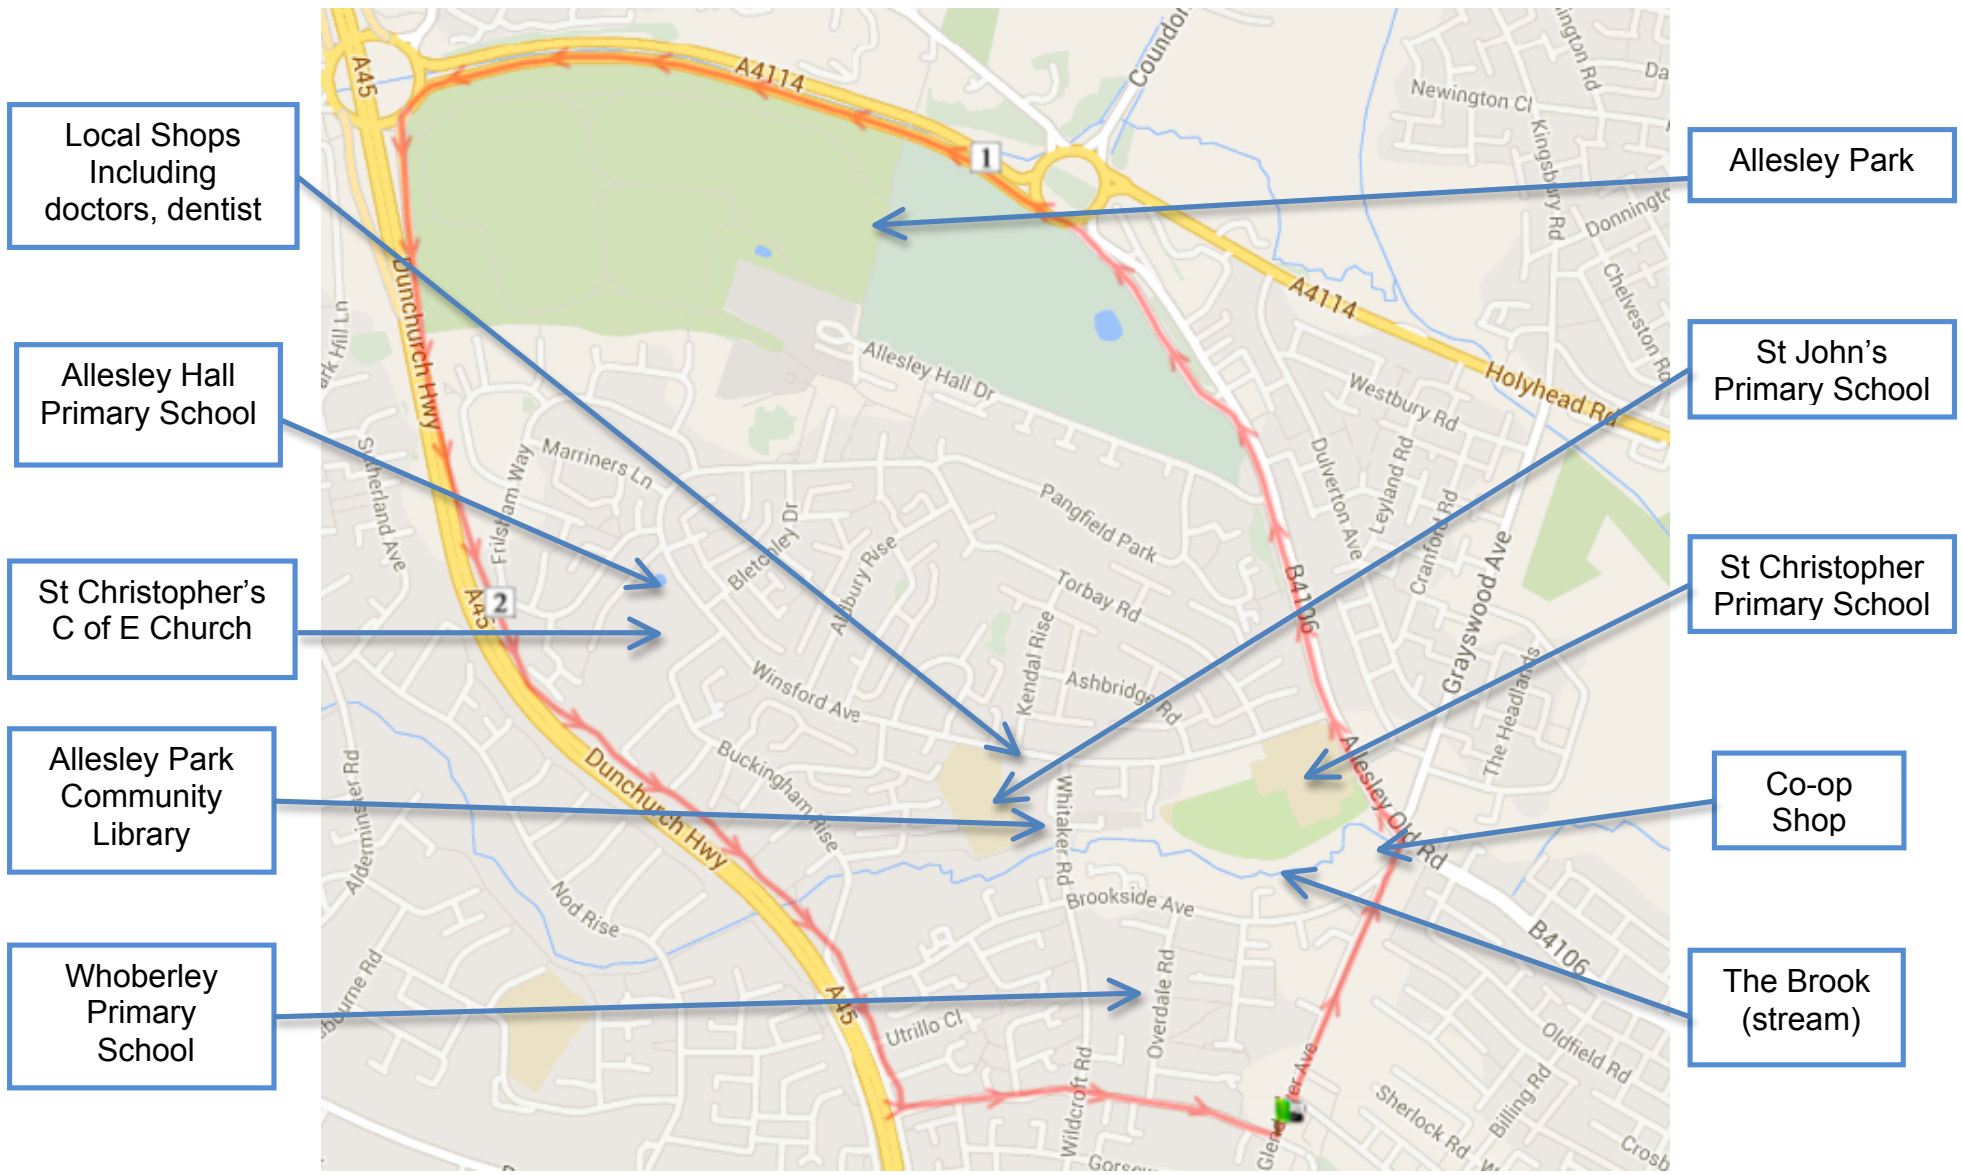 Local Shops
Including
doctors, dentist
Allesley Hall
Primary School
St Christopher's
C of E Church
Allesley Park
Community
Library
Whoberley
Primary
School
Allesley Park
St John's
Primary School
St Christopher
Primary School
Co-op
Shop
The Brook
(stream)
A45
A4114
1
Coundon
Newington Cl
Kingsbury Rd
Chelveston Rd
A4114
Holyhead Rd
Dunchurch Hwy
Allesley Hall Dr
Westbury Rd
Leyland Rd
Dulverton Ave
Cranford Rd
Grayswood Ave
The Headlands
Sutherland Ave
Frilsham Way
Marriners Ln
Bletchley Dr
Aldbury Rise
Pangfield Park
Torbay Rd
B4106
A45
2
Kendal Rise
Ashbridge Rd
Winsford Ave
Buckingham Rise
Dunchurch Hwy
Alderminster Rd
Nod Rise
Whitaker Rd
Brookside Ave
Allesley Old Rd
B4106
Overdale Rd
Utrillo Cl
A45
Wildcroft Rd
Oldfield Rd
Billing Rd
Sherlock Rd